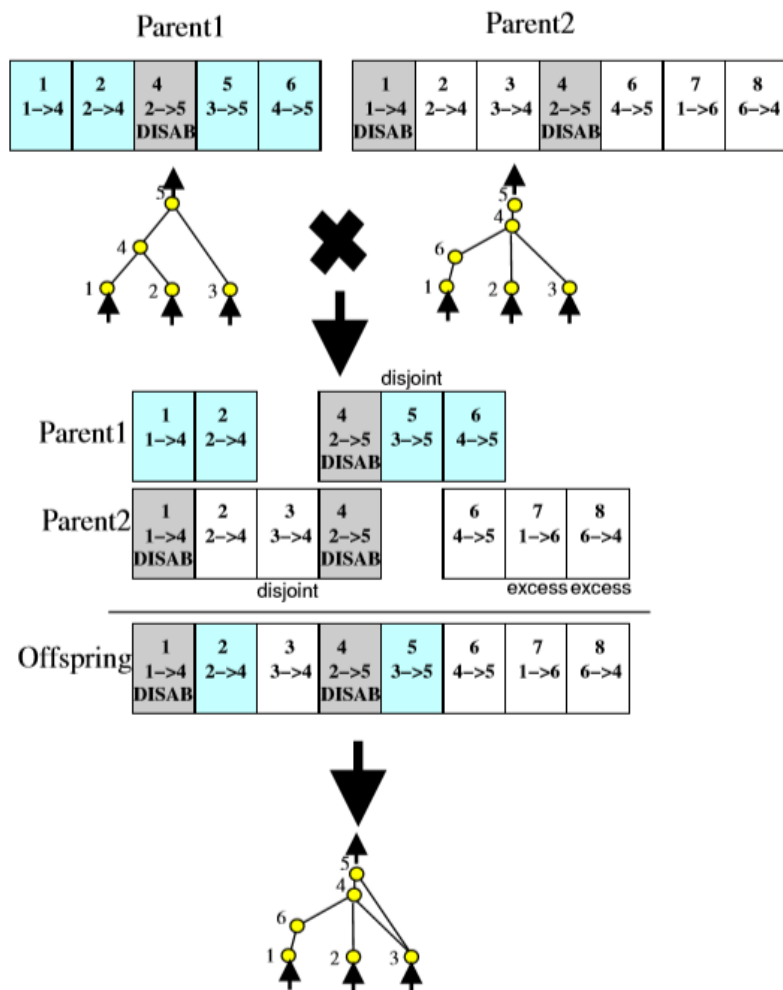 Parent1
Parent2
1 2 4 5 6
1->4 2->4 2->5 3->5 4->5
DISAB
1 2 3 4 6 7 8
1->4 2->4 3->4 2->5 4->5 1->6 6->4
DISAB DISAB
5
4
1 2 3
5
4
6
1 2 3
disjoint
Parent1
1 2 4 5 6
1->4 2->4 2->5 3->5 4->5
DISAB
Parent2
1 2 3 4 6 7 8
1->4 2->4 3->4 2->5 4->5 1->6 6->4
DISAB DISAB
disjoint excess excess
Offspring
1 2 3 4 5 6 7 8
1->4 2->4 3->4 2->5 3->5 4->5 1->6 6->4
DISAB DISAB
5
4
6
1 2 3